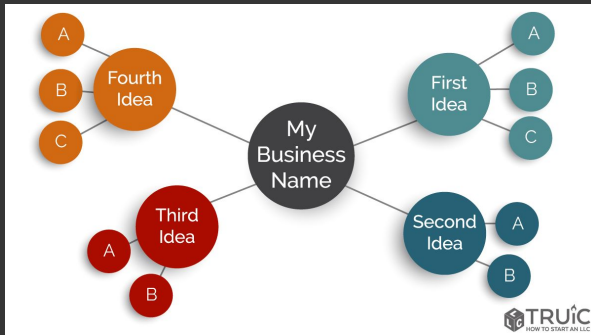 My
Business
Name
First
Idea
A
B
C
Second
Idea
A
B
Third
Idea
A
B
Fourth
Idea
A
B
C
TRUiC
HOW TO START AN LLC